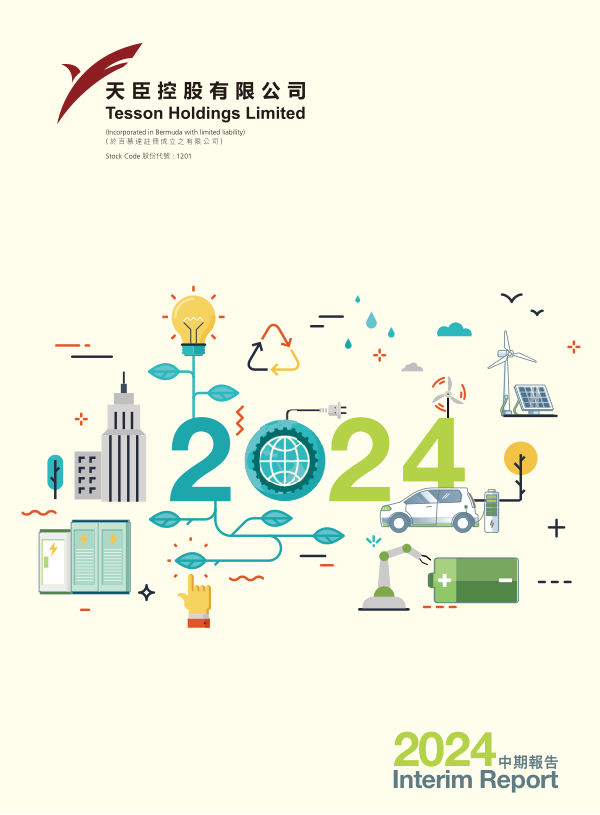 天臣控股有限公司
Tesson Holdings Limited
(Incorporated in Bermuda with limited liability)
(於百慕達註冊成立之有限公司)
Stock Code 股份代號 : 1201
2024
2024 中期報告
Interim Report